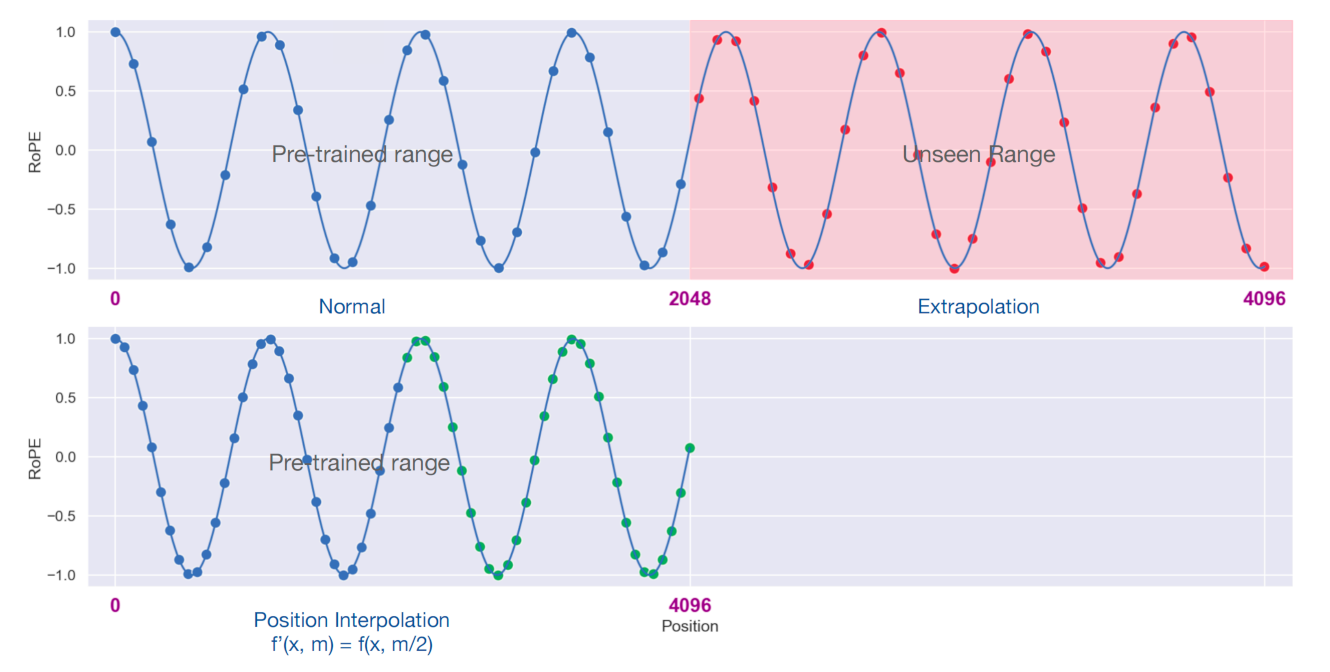 1.0
0.5
0.0
−0.5
−1.0
RoPE
Pre-trained range
Unseen Range
0
2048
4096
Normal
Extrapolation
1.0
0.5
0.0
−0.5
−1.0
RoPE
Pre-trained range
0
4096
Position Interpolation
Position
f’(x, m) = f(x, m/2)